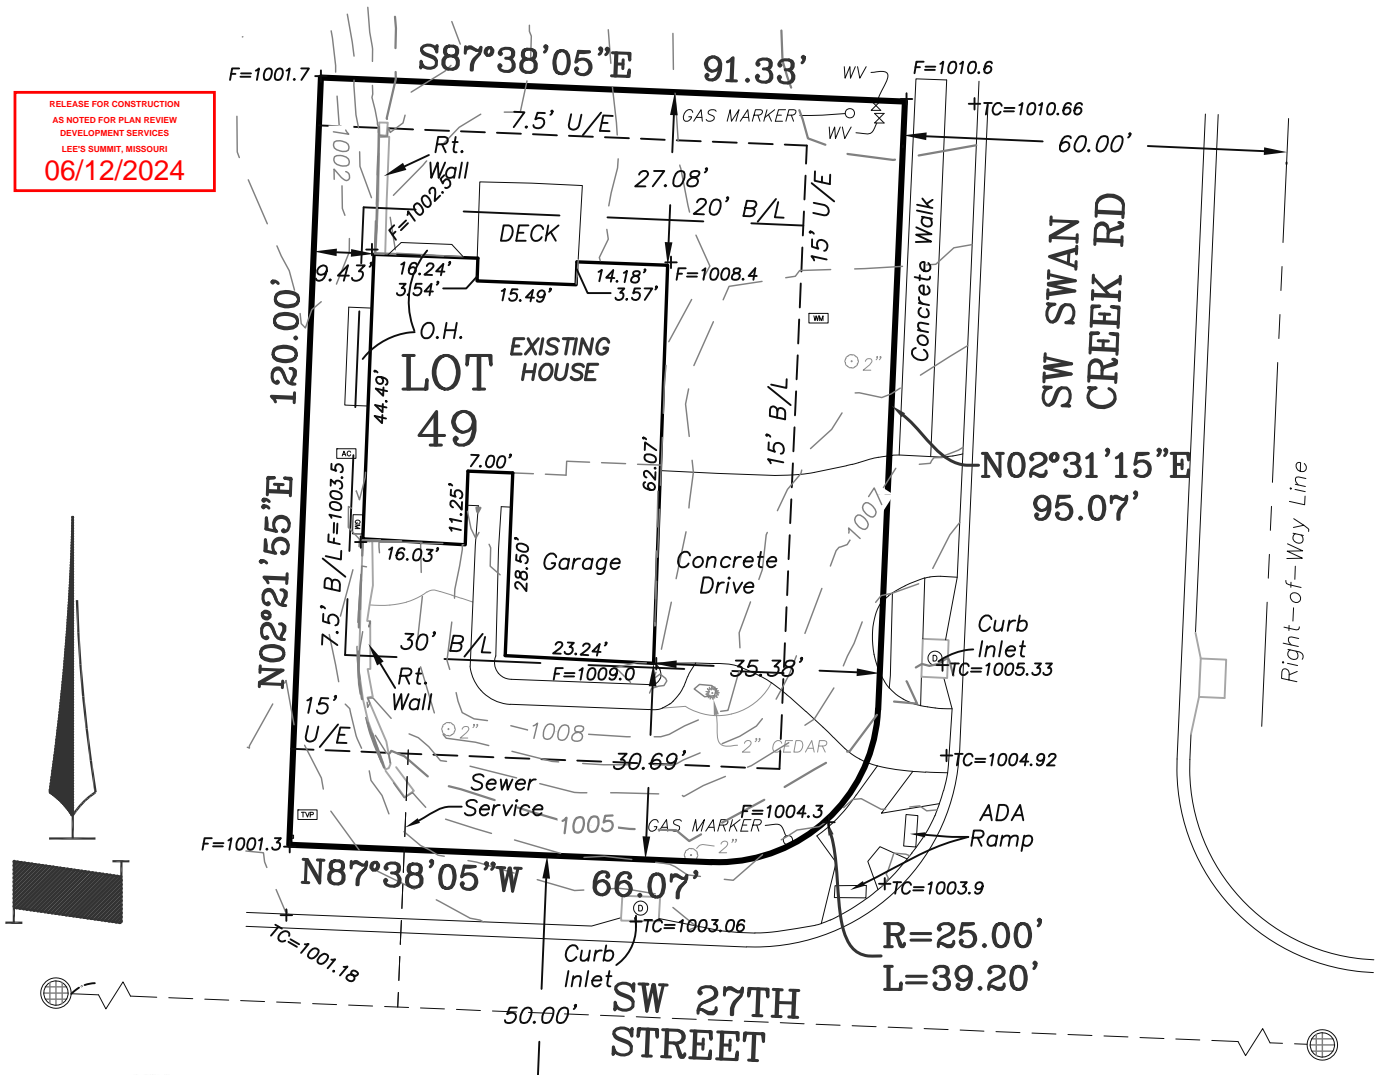 S87°38'05"E 91.33'
F=1001.7
F=1010.6
WV
TC=1010.66
RELEASE FOR CONSTRUCTION
AS NOTED FOR PLAN REVIEW
DEVELOPMENT SERVICES
LEE'S SUMMIT, MISSOURI
06/12/2024
7.5' U/E
GAS MARKER
WV
60.00'
1002
Rt.
Wall
27.08'
F=1002.5
20' B/L
15' U/E
DECK
Concrete Walk
SW SWAN
CREEK RD
9.43'
16.24'
3.54'
15.49'
14.18'
3.57'
F=1008.4
120.00'
O.H.
WM
EXISTING
HOUSE
2"
LOT
49
44.49'
15' B/L
AC
7.00'
62.07'
N02°31'15"E
95.07'
F=1003.5
11.25'
1007
Right-of-Way Line
GM
16.03'
28.50'
Garage
Concrete
Drive
N02°21'55"E
7.5' B/L
30' B/L
23.24'
F=1009.0
35.38'
Curb
Inlet
D
TC=1005.33
Rt.
Wall
15'
U/E
2"
1008
2" CEDAR
30.69'
TC=1004.92
Sewer
Service
TVP
1005
GAS MARKER
F=1004.3
ADA
Ramp
F=1001.3
2"
N87°38'05"W 66.07'
TC=1003.9
D
TC=1003.06
TC=1001.18
R=25.00'
L=39.20'
Curb
Inlet
50.00'
SW 27TH
STREET